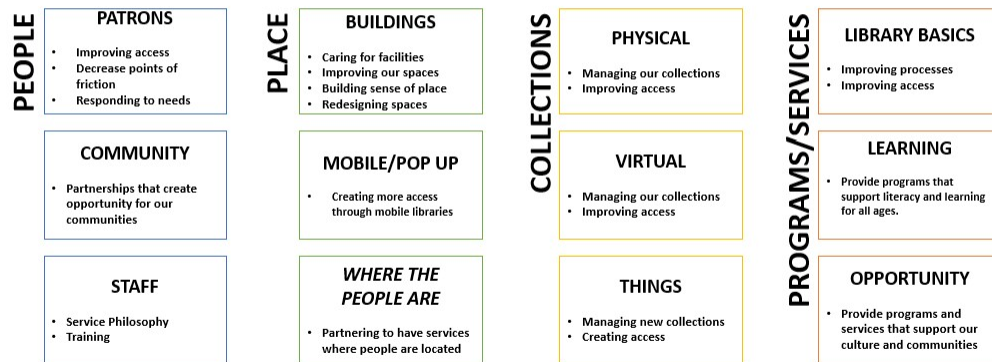 PEOPLE
PATRONS
• Improving access
• Decrease points of
friction
• Responding to needs
COMMUNITY
• Partnerships that create
opportunity for our
communities
STAFF
• Service Philosophy
• Training
PLACE
BUILDINGS
• Caring for facilities
• Improving our spaces
• Building sense of place
• Redesigning spaces
MOBILE/POP UP
• Creating more access
through mobile libraries
WHERE THE
PEOPLE ARE
• Partnering to have services
where people are located
COLLECTIONS
PHYSICAL
• Managing our collections
• Improving access
VIRTUAL
• Managing our collections
• Improving access
THINGS
• Managing new collections
• Creating access
PROGRAMS/SERVICES
LIBRARY BASICS
• Improving processes
• Improving access
LEARNING
• Provide programs that
support literacy and learning
for all ages.
OPPORTUNITY
• Provide programs and
services that support our
culture and communities